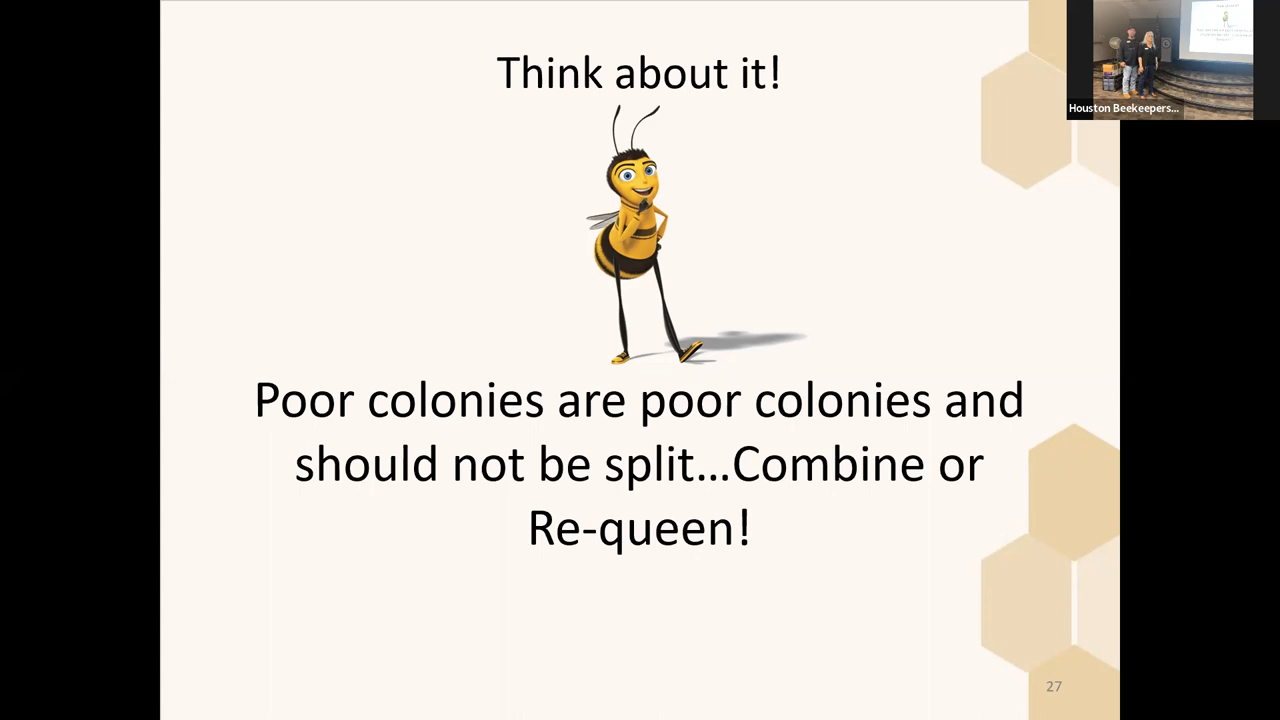 Think about it!
Houston Beekeepers...
Poor colonies are poor colonies and
should not be split...Combine or
Re-queen!
27